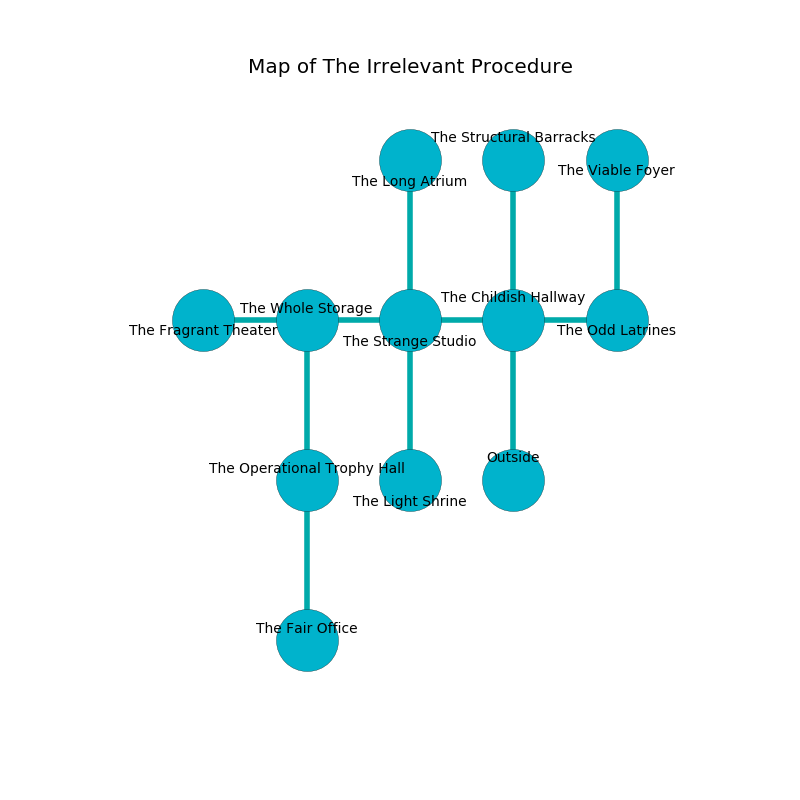 Map of The Irrelevant Procedure
The Structural Barracks
The Viable Foyer
The Long Atrium
The Childish Hallway
The Whole Storage
The Fragrant Theater
The Odd Latrines
The Strange Studio
Outside
The Operational Trophy Hall
The Light Shrine
The Fair Office